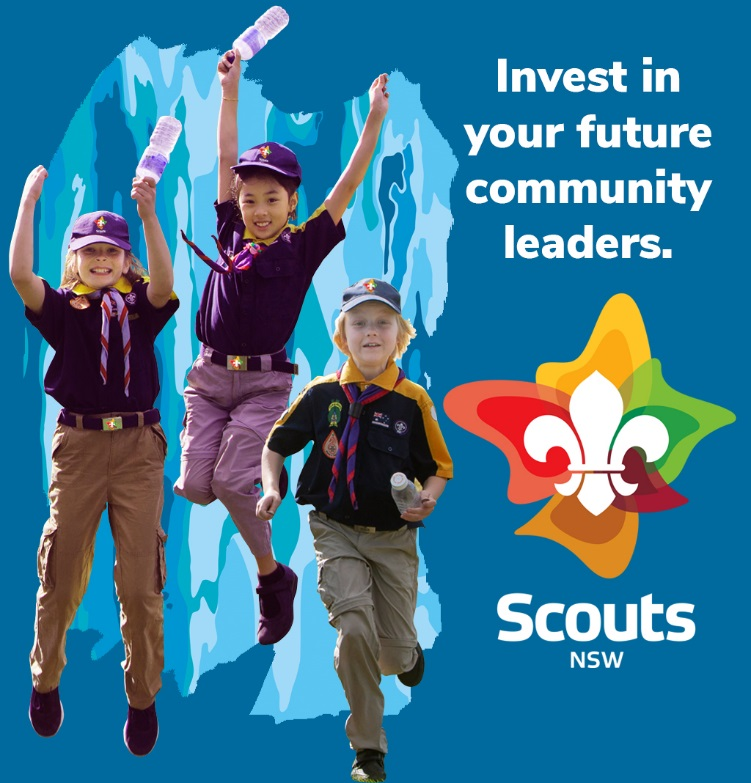 Invest in
your future
community
leaders.
Scouts
NSW